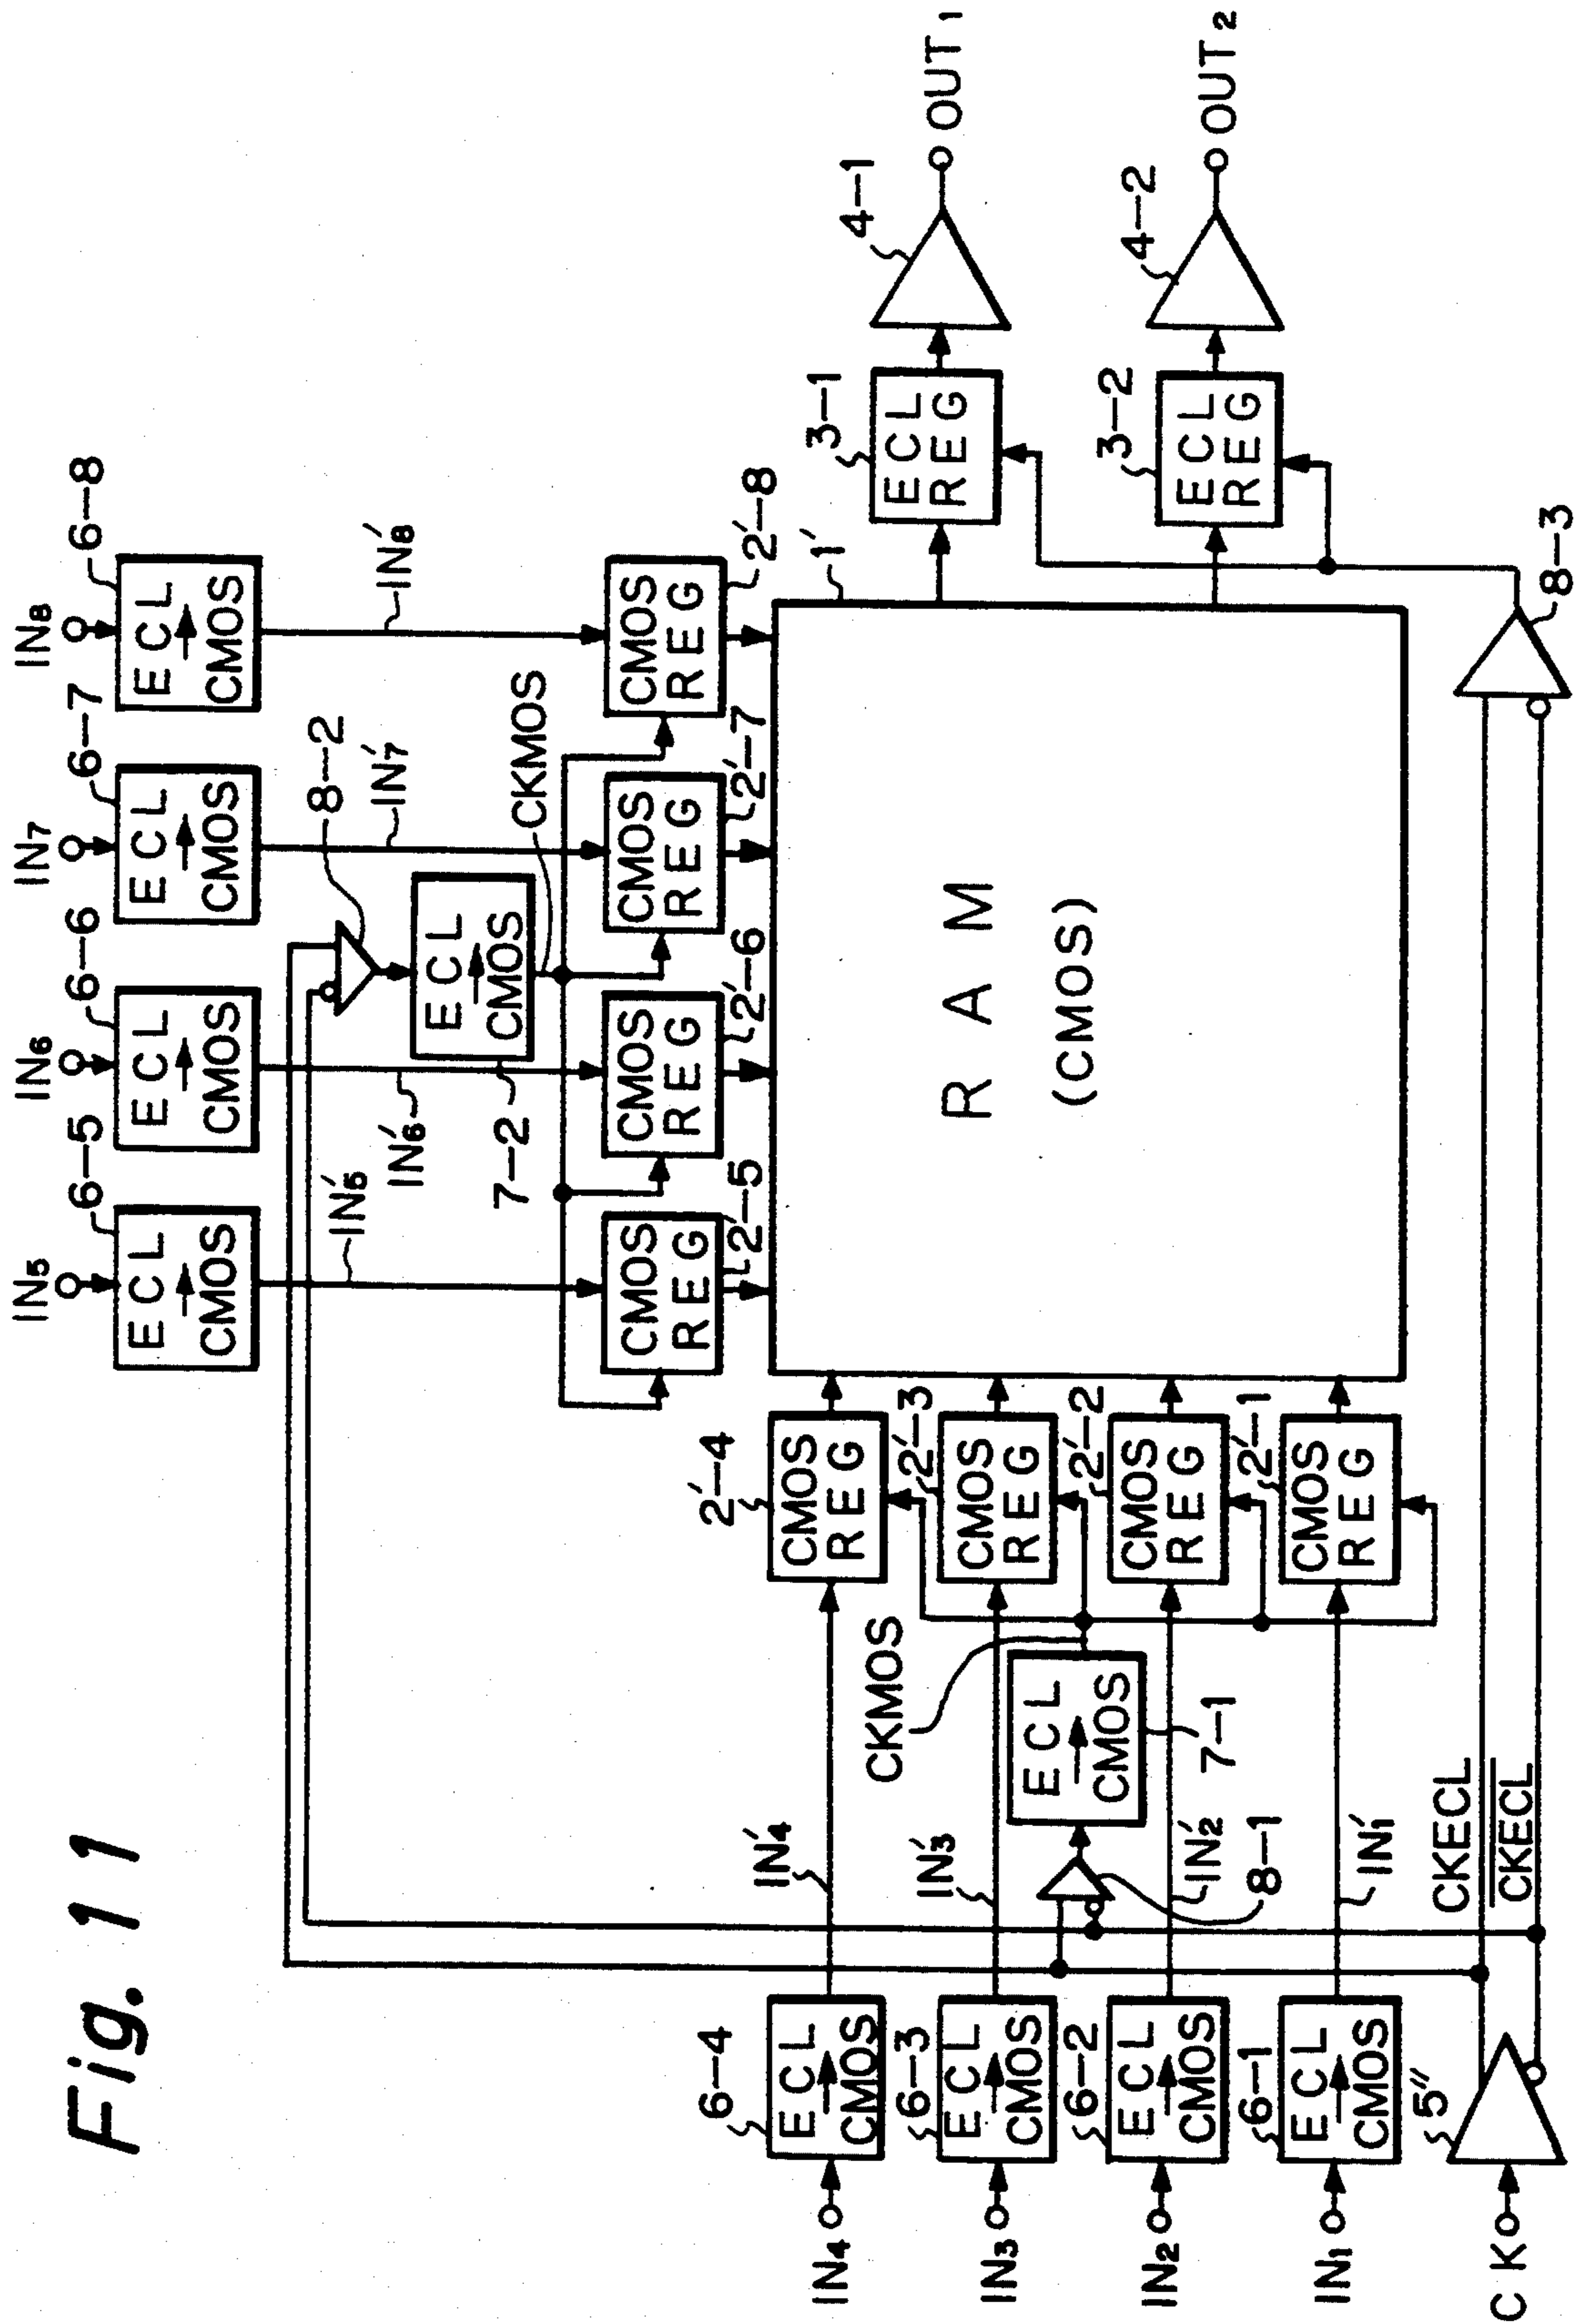 Fig. 11
IN5
IN6
IN7
IN8
6-5
6-6
6-7
6-8
ECL→CMOS
ECL→CMOS
ECL→CMOS
ECL→CMOS
8-2
IN'5
IN'6
IN'7
IN'8
7-2
ECL→CMOS
CKMOS
CMOS REG
CMOS REG
CMOS REG
CMOS REG
2'-5
2'-6
2'-7
2'-8
1'
RAM
(CMOS)
IN4
6-4
ECL→CMOS
IN'4
2'-4
CMOS REG
IN3
6-3
ECL→CMOS
IN'3
2'-3
CMOS REG
CKMOS
ECL→CMOS
7-1
8-1
IN2
6-2
ECL→CMOS
IN'2
2'-2
CMOS REG
IN1
6-1
ECL→CMOS
IN'1
2'-1
CMOS REG
CK
5"
CKECL
C̅K̅E̅C̅L̅
8-3
3-1
ECL REG
4-1
OUT1
3-2
ECL REG
4-2
OUT2